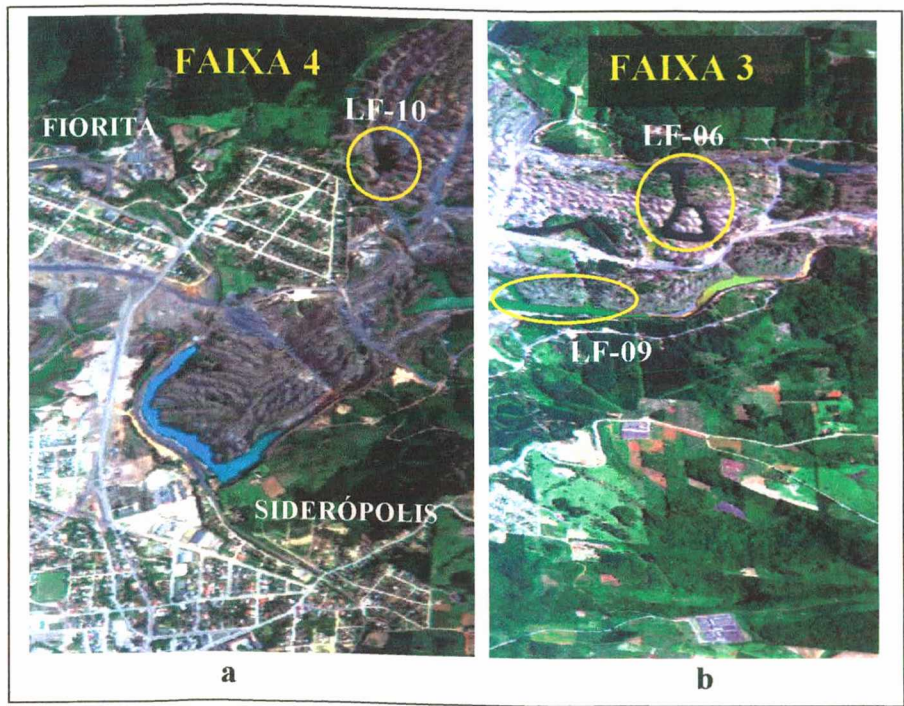 FAIXA 4
LF-10
FIORITA
SIDERÓPOLIS
a
FAIXA 3
LF-06
LF-09
b